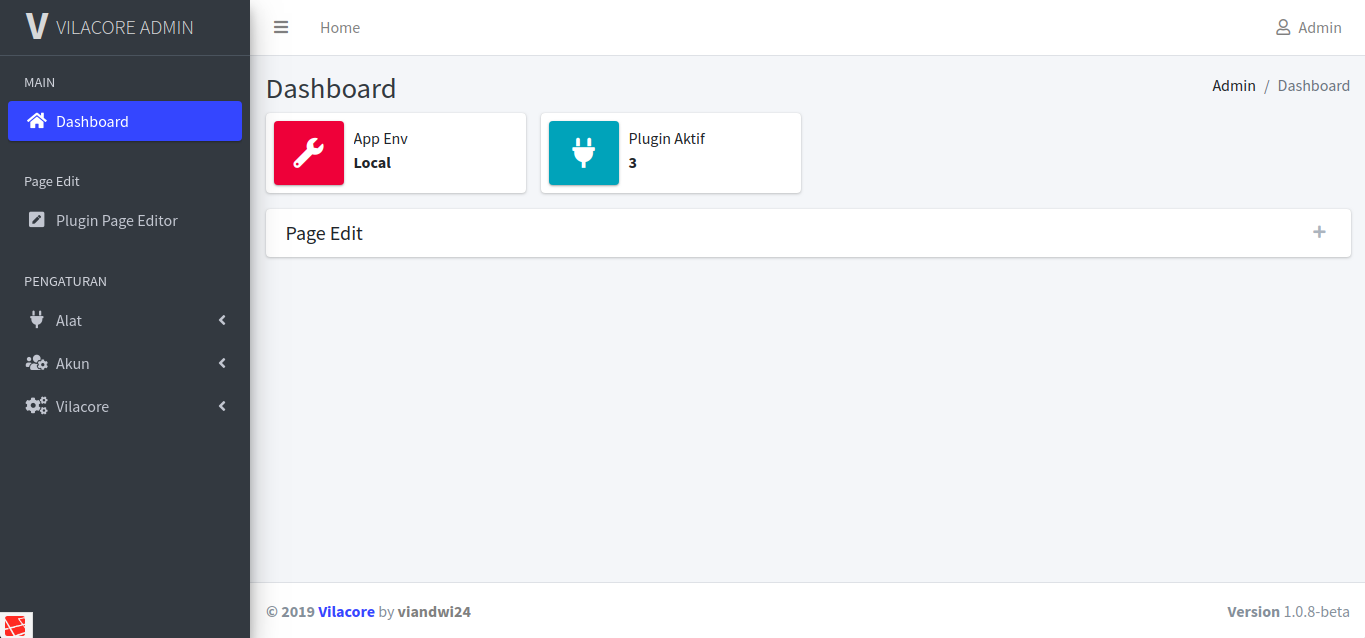 V VILACORE ADMIN
Home
Admin
MAIN
Dashboard
Page Edit
Plugin Page Editor
PENGATURAN
Alat
Akun
Vilacore
Dashboard
Admin / Dashboard
App Env
Local
Plugin Aktif
3
Page Edit
© 2019 Vilacore by viandwi24
Version 1.0.8-beta